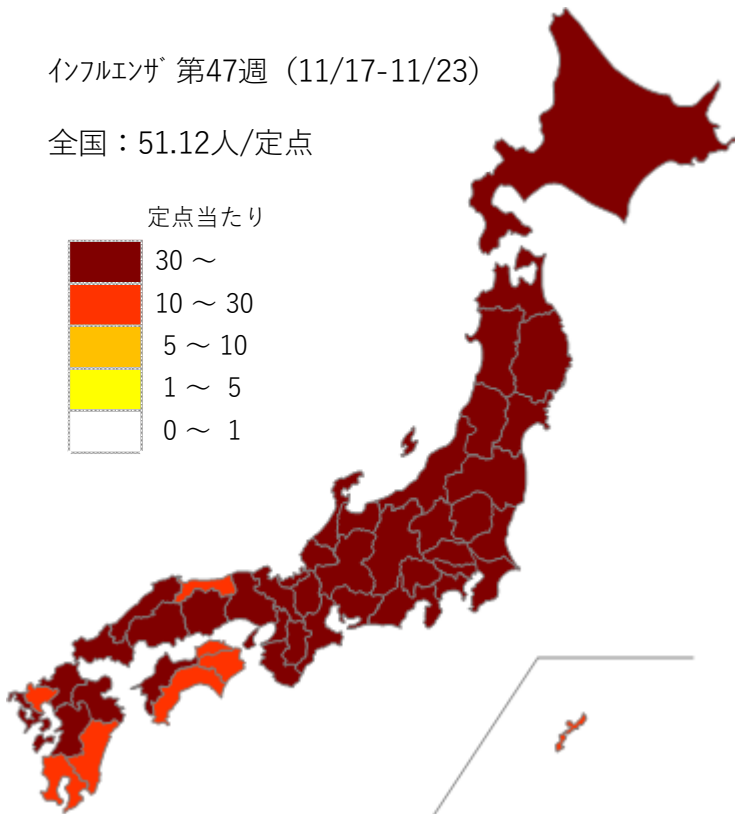 ｲﾝﾌﾙｴﾝｻﾞ 第47週（11/17-11/23）
全国：51.12人/定点
定点当たり
30 ～
10 ～ 30
5 ～ 10
1 ～ 5
0 ～ 1